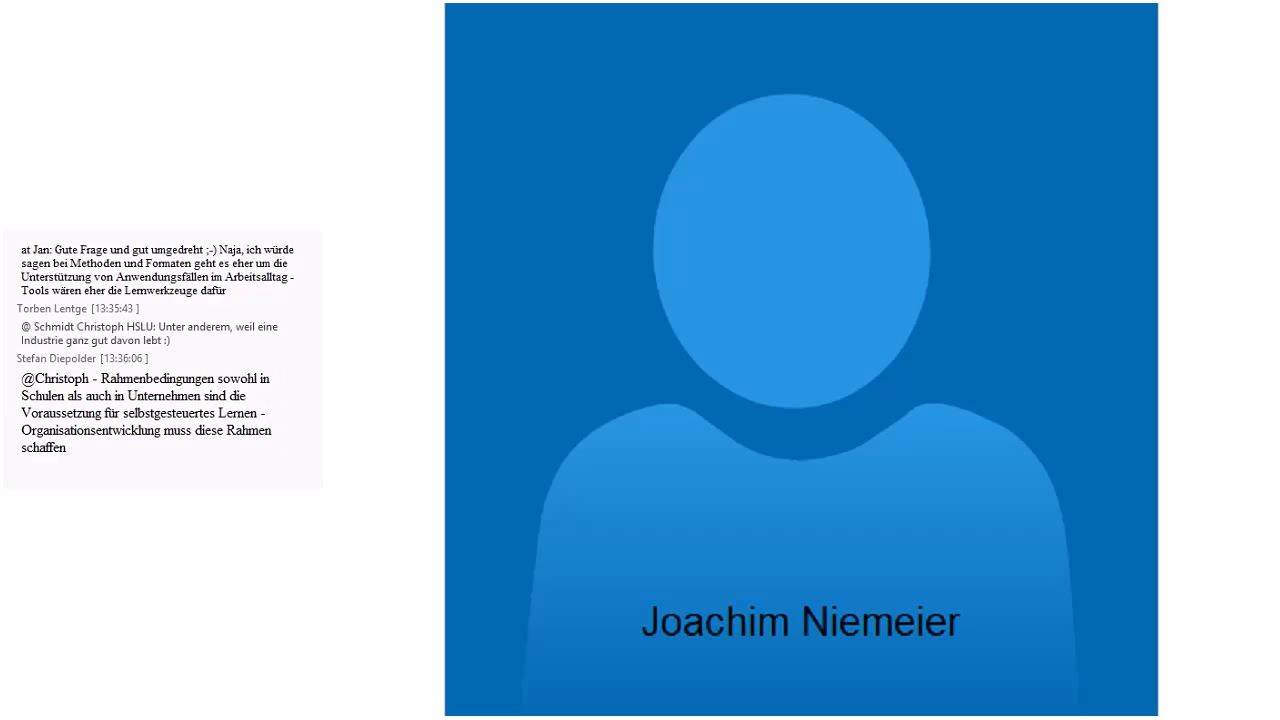 at Jan: Gute Frage und gut umgedreht ;-) Naja, ich würde
sagen bei Methoden und Formaten geht es eher um die
Unterstützung von Anwendungsfällen im Arbeitsalltag -
Tools wären eher die Lernwerkzeuge dafür
Torben Lentge [13:35:43 ]
@ Schmidt Christoph HSLU: Unter anderem, weil eine
Industrie ganz gut davon lebt :)
Stefan Diepolder [13:36:06 ]
@Christoph - Rahmenbedingungen sowohl in
Schulen als auch in Unternehmen sind die
Voraussetzung für selbstgesteuertes Lernen -
Organisationsentwicklung muss diese Rahmen
schaffen
Joachim Niemeier